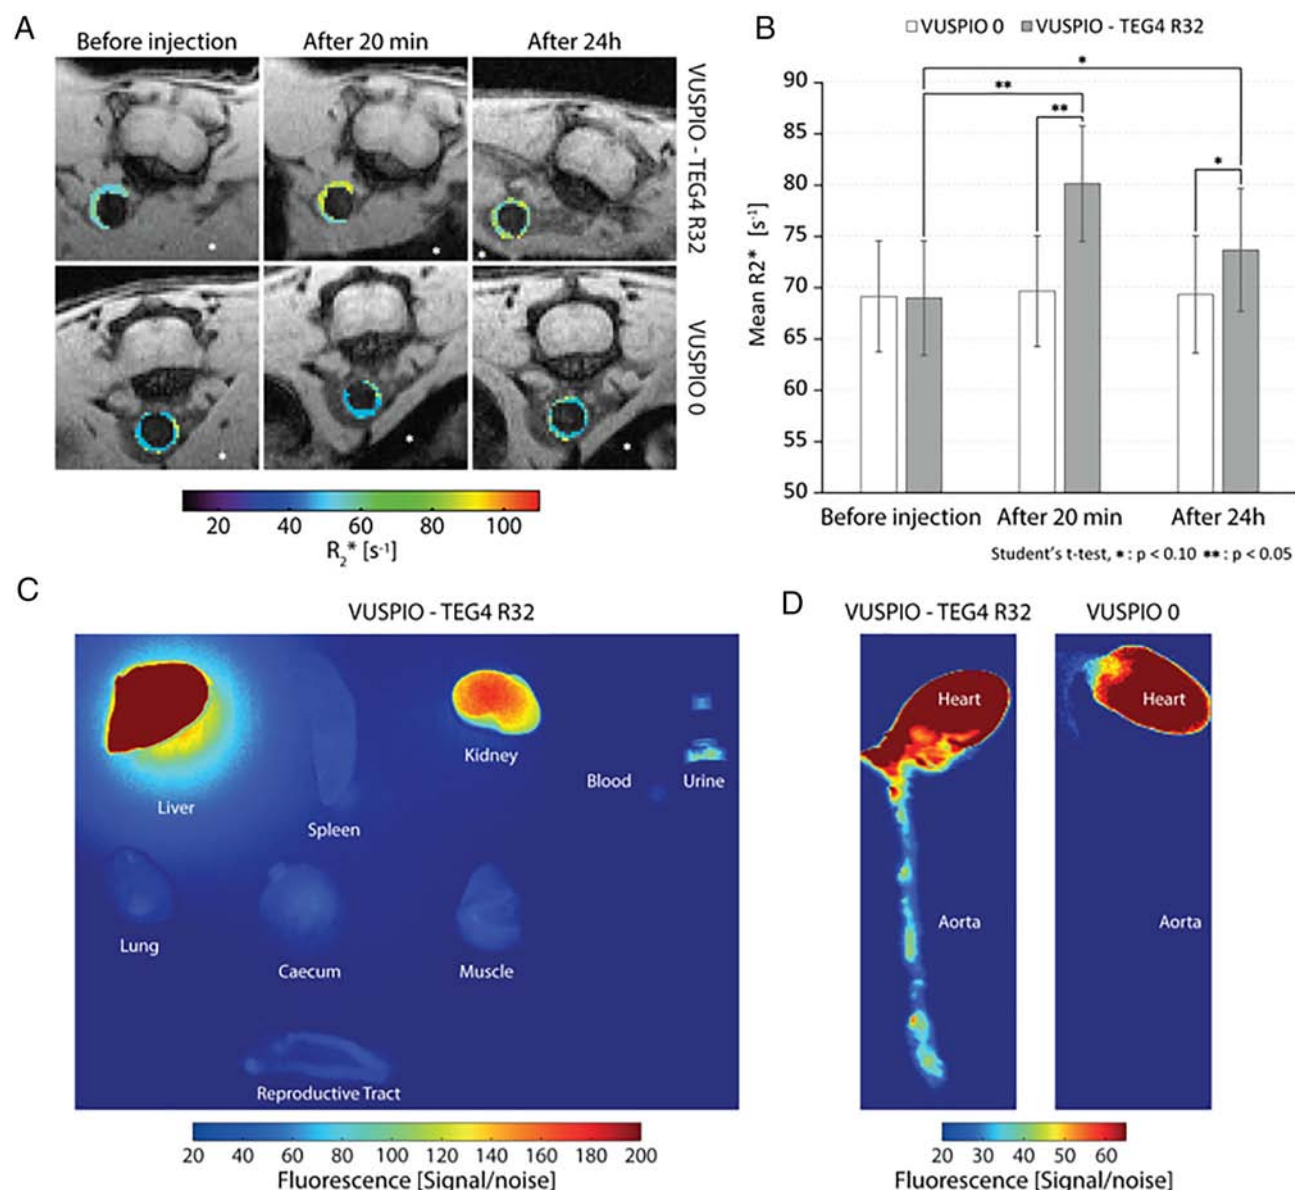 A
Before injection
After 20 min
After 24h
VUSPIO - TEG4 R32
VUSPIO 0
*
*
*
*
*
*
20 40 60 80 100
R2* [s-1]
B
VUSPIO 0
VUSPIO - TEG4 R32
Mean R2* [s-1]
90
85
80
75
70
65
60
55
50
*
**
**
*
Before injection
After 20 min
After 24h
Student's t-test, * : p < 0.10 ** : p < 0.05
C
VUSPIO - TEG4 R32
Liver
Spleen
Kidney
Blood
Urine
Lung
Caecum
Muscle
Reproductive Tract
20 40 60 80 100 120 140 160 180 200
Fluorescence [Signal/noise]
D
VUSPIO - TEG4 R32
VUSPIO 0
Heart
Heart
Aorta
Aorta
20 30 40 50 60
Fluorescence [Signal/noise]